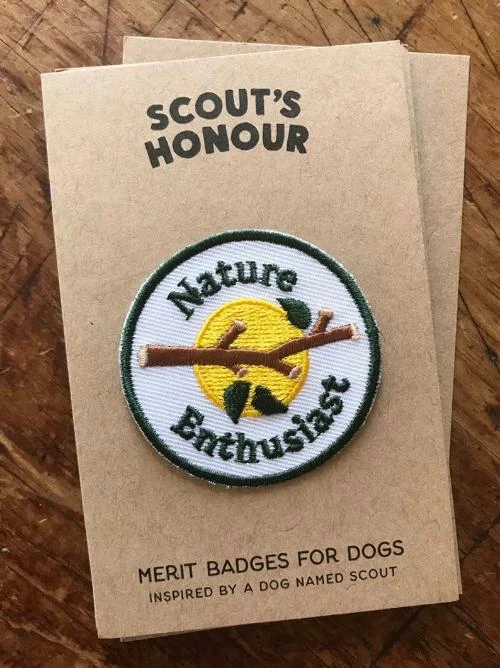 SCOUT'S
HONOUR
Nature
Enthusiast
MERIT BADGES FOR DOGS
INSPIRED BY A DOG NAMED SCOUT